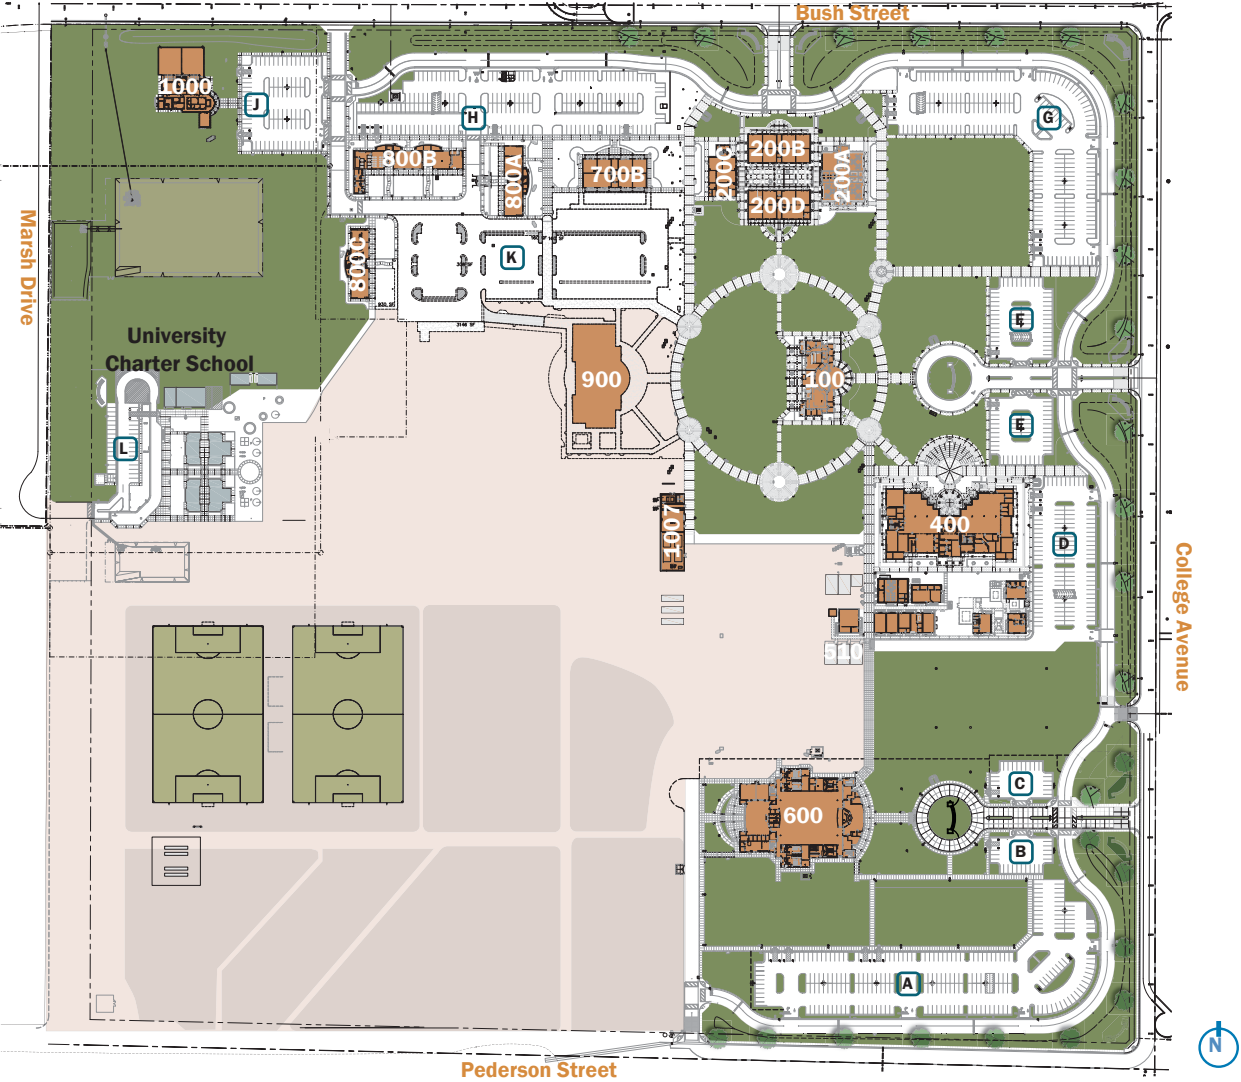 Bush Street
1000
J
H
G
800B
800A
700B
200C
200B
200A
200D
Marsh Drive
800C
K
University
Charter School
E
900
100
E
L
1007
400
D
College Avenue
510
C
600
B
A
N
Pederson Street